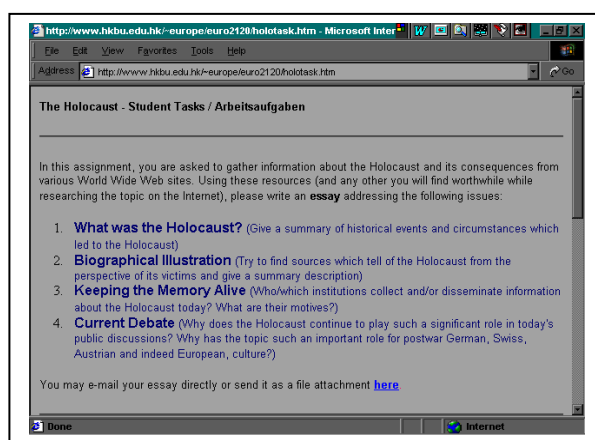 http://www.hkbu.edu.hk/~europe/euro2120/holotask.htm - Microsoft Inter
File Edit View Favorites Tools Help
Address http://www.hkbu.edu.hk/~europe/euro2120/holotask.htm Go
The Holocaust - Student Tasks / Arbeitsaufgaben
In this assignment, you are asked to gather information about the Holocaust and its consequences from
various World Wide Web sites. Using these resources (and any other you will find worthwhile while
researching the topic on the Internet), please write an essay addressing the following issues:
1. What was the Holocaust? (Give a summary of historical events and circumstances which
led to the Holocaust)
2. Biographical Illustration (Try to find sources which tell of the Holocaust from the
perspective of its victims and give a summary description)
3. Keeping the Memory Alive (Who/which institutions collect and/or disseminate information
about the Holocaust today? What are their motives?)
4. Current Debate (Why does the Holocaust continue to play such a significant role in today's
public discussions? Why has the topic such an important role for postwar German, Swiss,
Austrian and indeed European, culture?)
You may e-mail your essay directly or send it as a file attachment here.
Done Internet